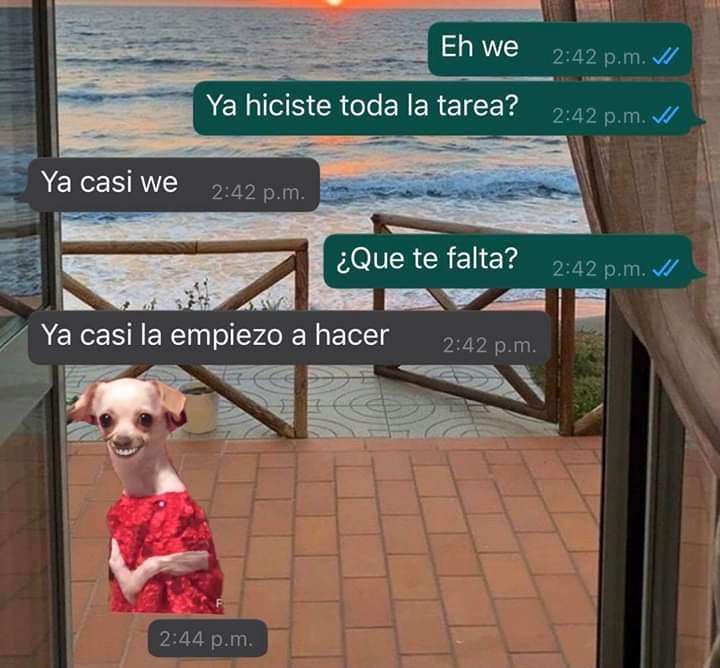 Eh we 2:42 p.m.
Ya hiciste toda la tarea? 2:42 p.m.
Ya casi we 2:42 p.m.
¿Que te falta? 2:42 p.m.
Ya casi la empiezo a hacer 2:42 p.m.
F
2:44 p.m.